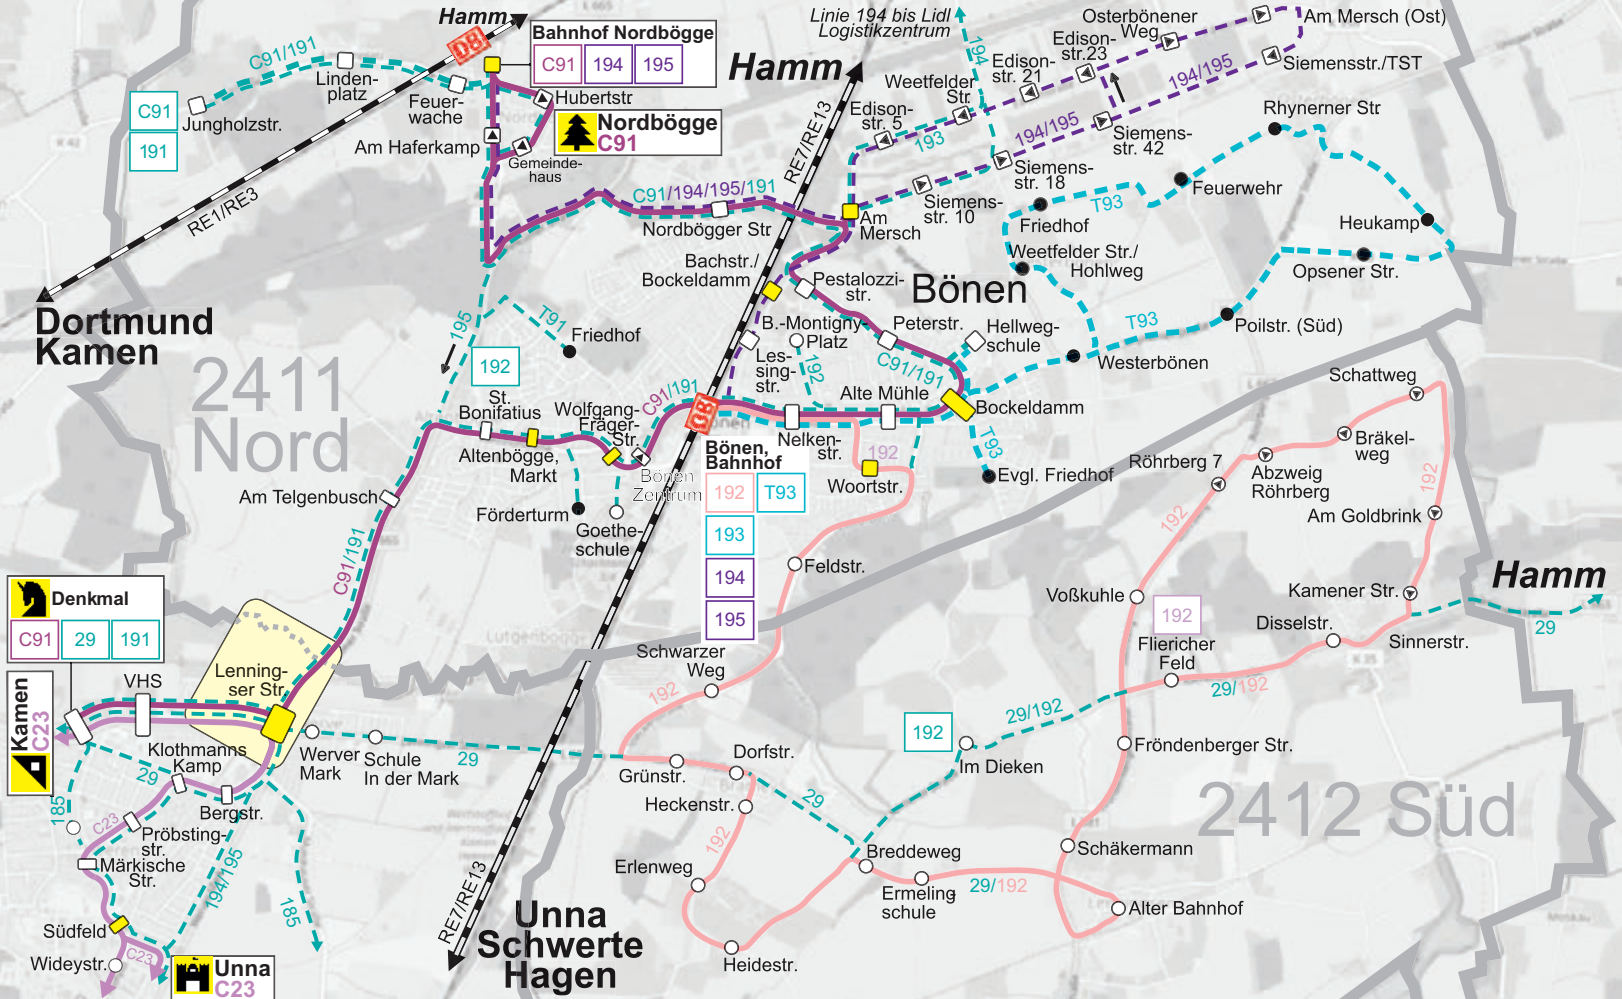 Hamm
Linie 194 bis Lidl
Logistikzentrum
Osterbönener
Weg
Am Mersch (Ost)
Bahnhof Nordbögge
C91
194
195
C91/191
Linden-
platz
Feuer-
wache
Hubertstr.
Nordbögge
C91
C91
191
Jungholzstr.
Am Haferkamp
Gemeinde-
haus
Hamm
RE7/RE13
RE1/RE3
Edison-
str. 5
Weetfelder
Str.
Edison-
str. 21
Edison-
str.23
194
193
194/195
194/195
Siemensstr./TST
Siemens-
str. 42
Siemens-
str. 18
Siemens-
str. 10
Rhynerner Str.
Feuerwehr
T93
Friedhof
Heukamp
Weetfelder Str./
Hohlweg
Opsener Str.
Poilstr. (Süd)
T93
Westerbönen
C91/194/195/191
Nordbögger Str.
Am
Mersch
Bachstr./
Bockeldamm
Pestalozzi-
str.
Bönen
Dortmund
Kamen
195
T91
Friedhof
B.-Montigny-
Platz
Peterstr.
Hellweg-
schule
Les-
sing-
str.
192
C91/191
Alte Mühle
Bockeldamm
2411
Nord
192
St.
Bonifatius
Wolfgang-
Fräger-
Str.
C91/191
Altenbögge,
Markt
Bönen
Zentrum
Am Telgenbusch
Förderturm
Goethe-
schule
Bönen,
Bahnhof
192
T93
193
194
195
Nelken-
str.
192
Woortstr.
T93
Evgl. Friedhof
Feldstr.
C91/191
Schattweg
Bräkel-
weg
Röhrberg 7
Abzweig
Röhrberg
192
192
Am Goldbrink
Voßkuhle
Kamener Str.
192
Fliericher
Feld
Disselstr.
Sinnerstr.
Hamm
29
29/192
Denkmal
C91
29
191
Kamen
C23
VHS
Lenning-
ser Str.
Klothmanns
Kamp
29
185
Bergstr.
C23
Pröbsting-
str.
Märkische
Str.
194/195
185
Südfeld
Wideystr.
C23
Unna
C23
Werver
Mark
Schule
In der Mark
29
Schwarzer
Weg
192
Grünstr.
Dorfstr.
Heckenstr.
192
29
Erlenweg
Heidestr.
Breddeweg
Ermeling-
schule
29/192
192
Im Dieken
29/192
Fröndenberger Str.
2412 Süd
Schäkermann
Alter Bahnhof
RE7/RE13
Unna
Schwerte
Hagen